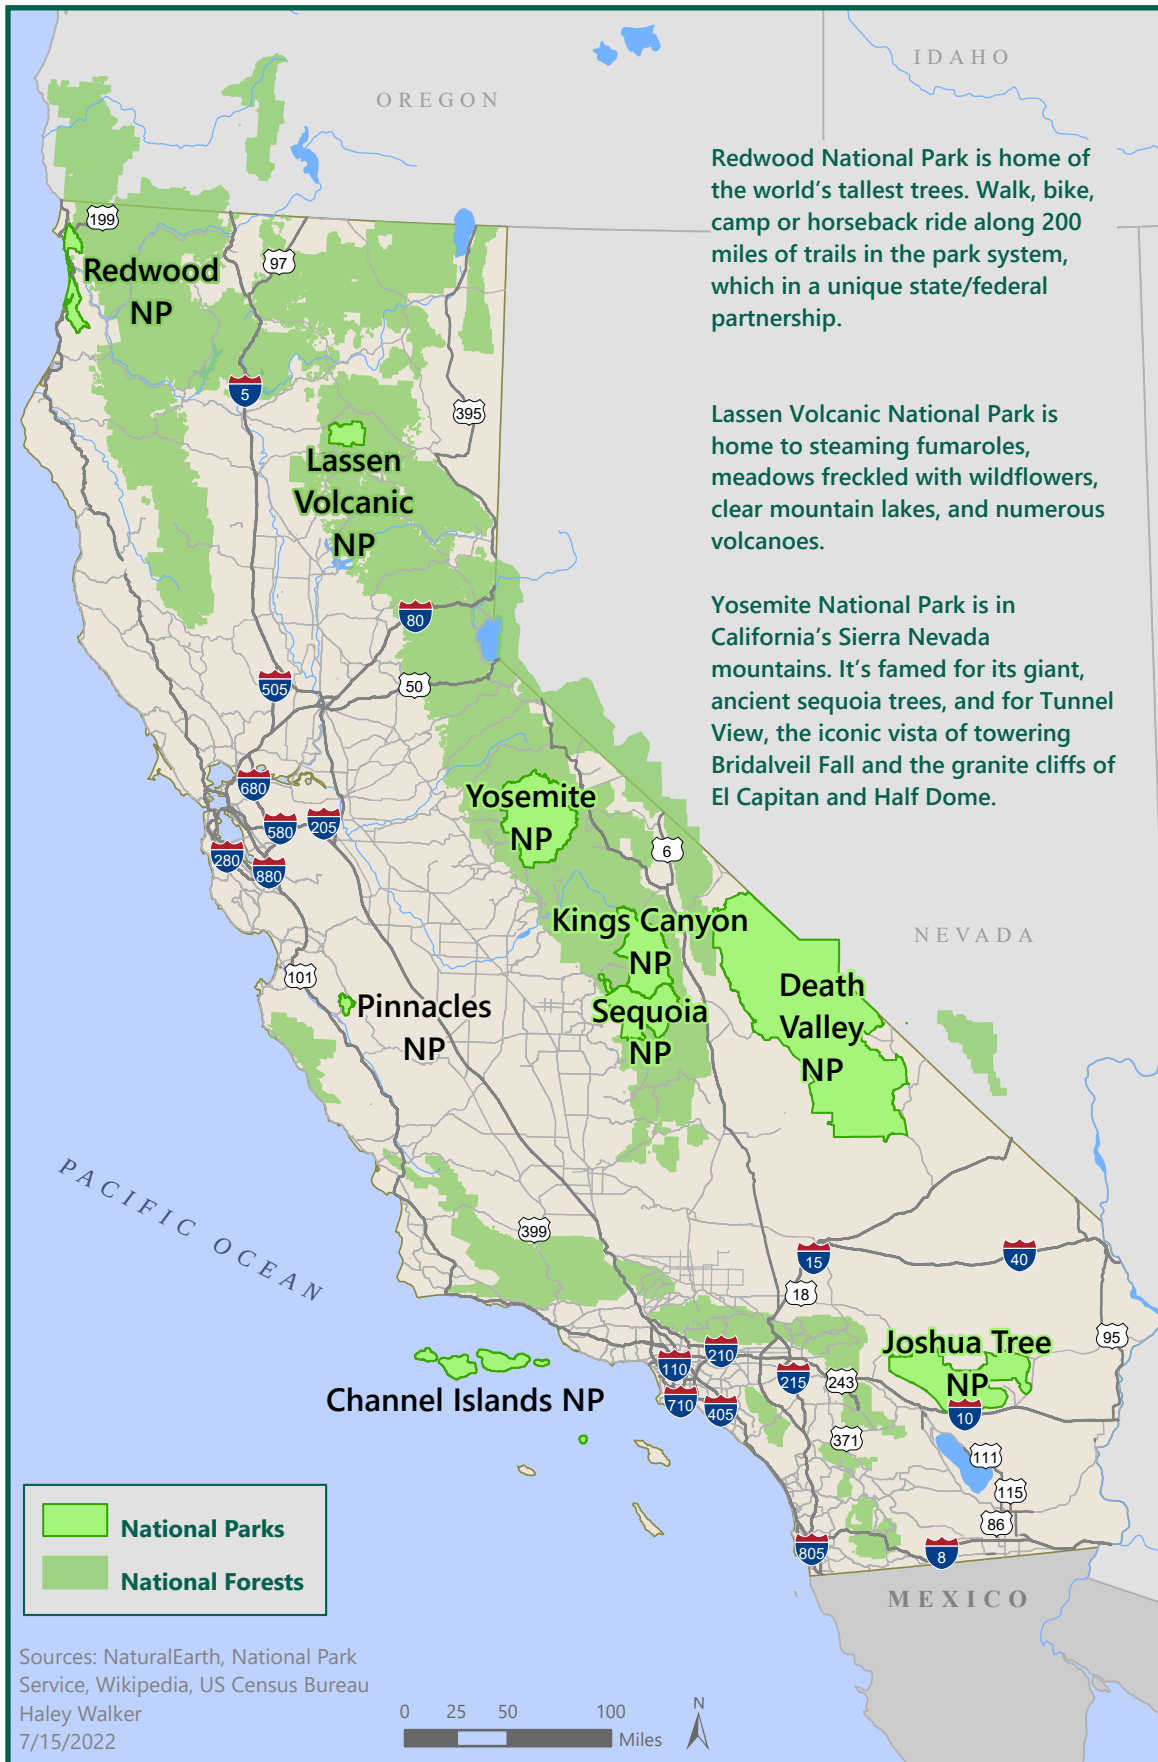 IDAHO
OREGON
Redwood National Park is home of
the world's tallest trees. Walk, bike,
camp or horseback ride along 200
miles of trails in the park system,
which in a unique state/federal
partnership.
199
97
Redwood
NP
5
395
Lassen Volcanic National Park is
home to steaming fumaroles,
meadows freckled with wildflowers,
clear mountain lakes, and numerous
volcanoes.
Lassen
Volcanic
NP
Yosemite National Park is in
California's Sierra Nevada
mountains. It's famed for its giant,
ancient sequoia trees, and for Tunnel
View, the iconic vista of towering
Bridalveil Fall and the granite cliffs of
El Capitan and Half Dome.
80
505
50
680
580
205
280
880
Yosemite
NP
6
Kings Canyon
NP
NEVADA
101
Pinnacles
NP
Sequoia
NP
Death
Valley
NP
PACIFIC OCEAN
399
15
40
18
95
Joshua Tree
NP
110
210
215
243
710
405
10
Channel Islands NP
371
111
115
86
805
8
MEXICO
National Parks
National Forests
Sources: NaturalEarth, National Park
Service, Wikipedia, US Census Bureau
Haley Walker
7/15/2022
0 25 50 100
Miles
N